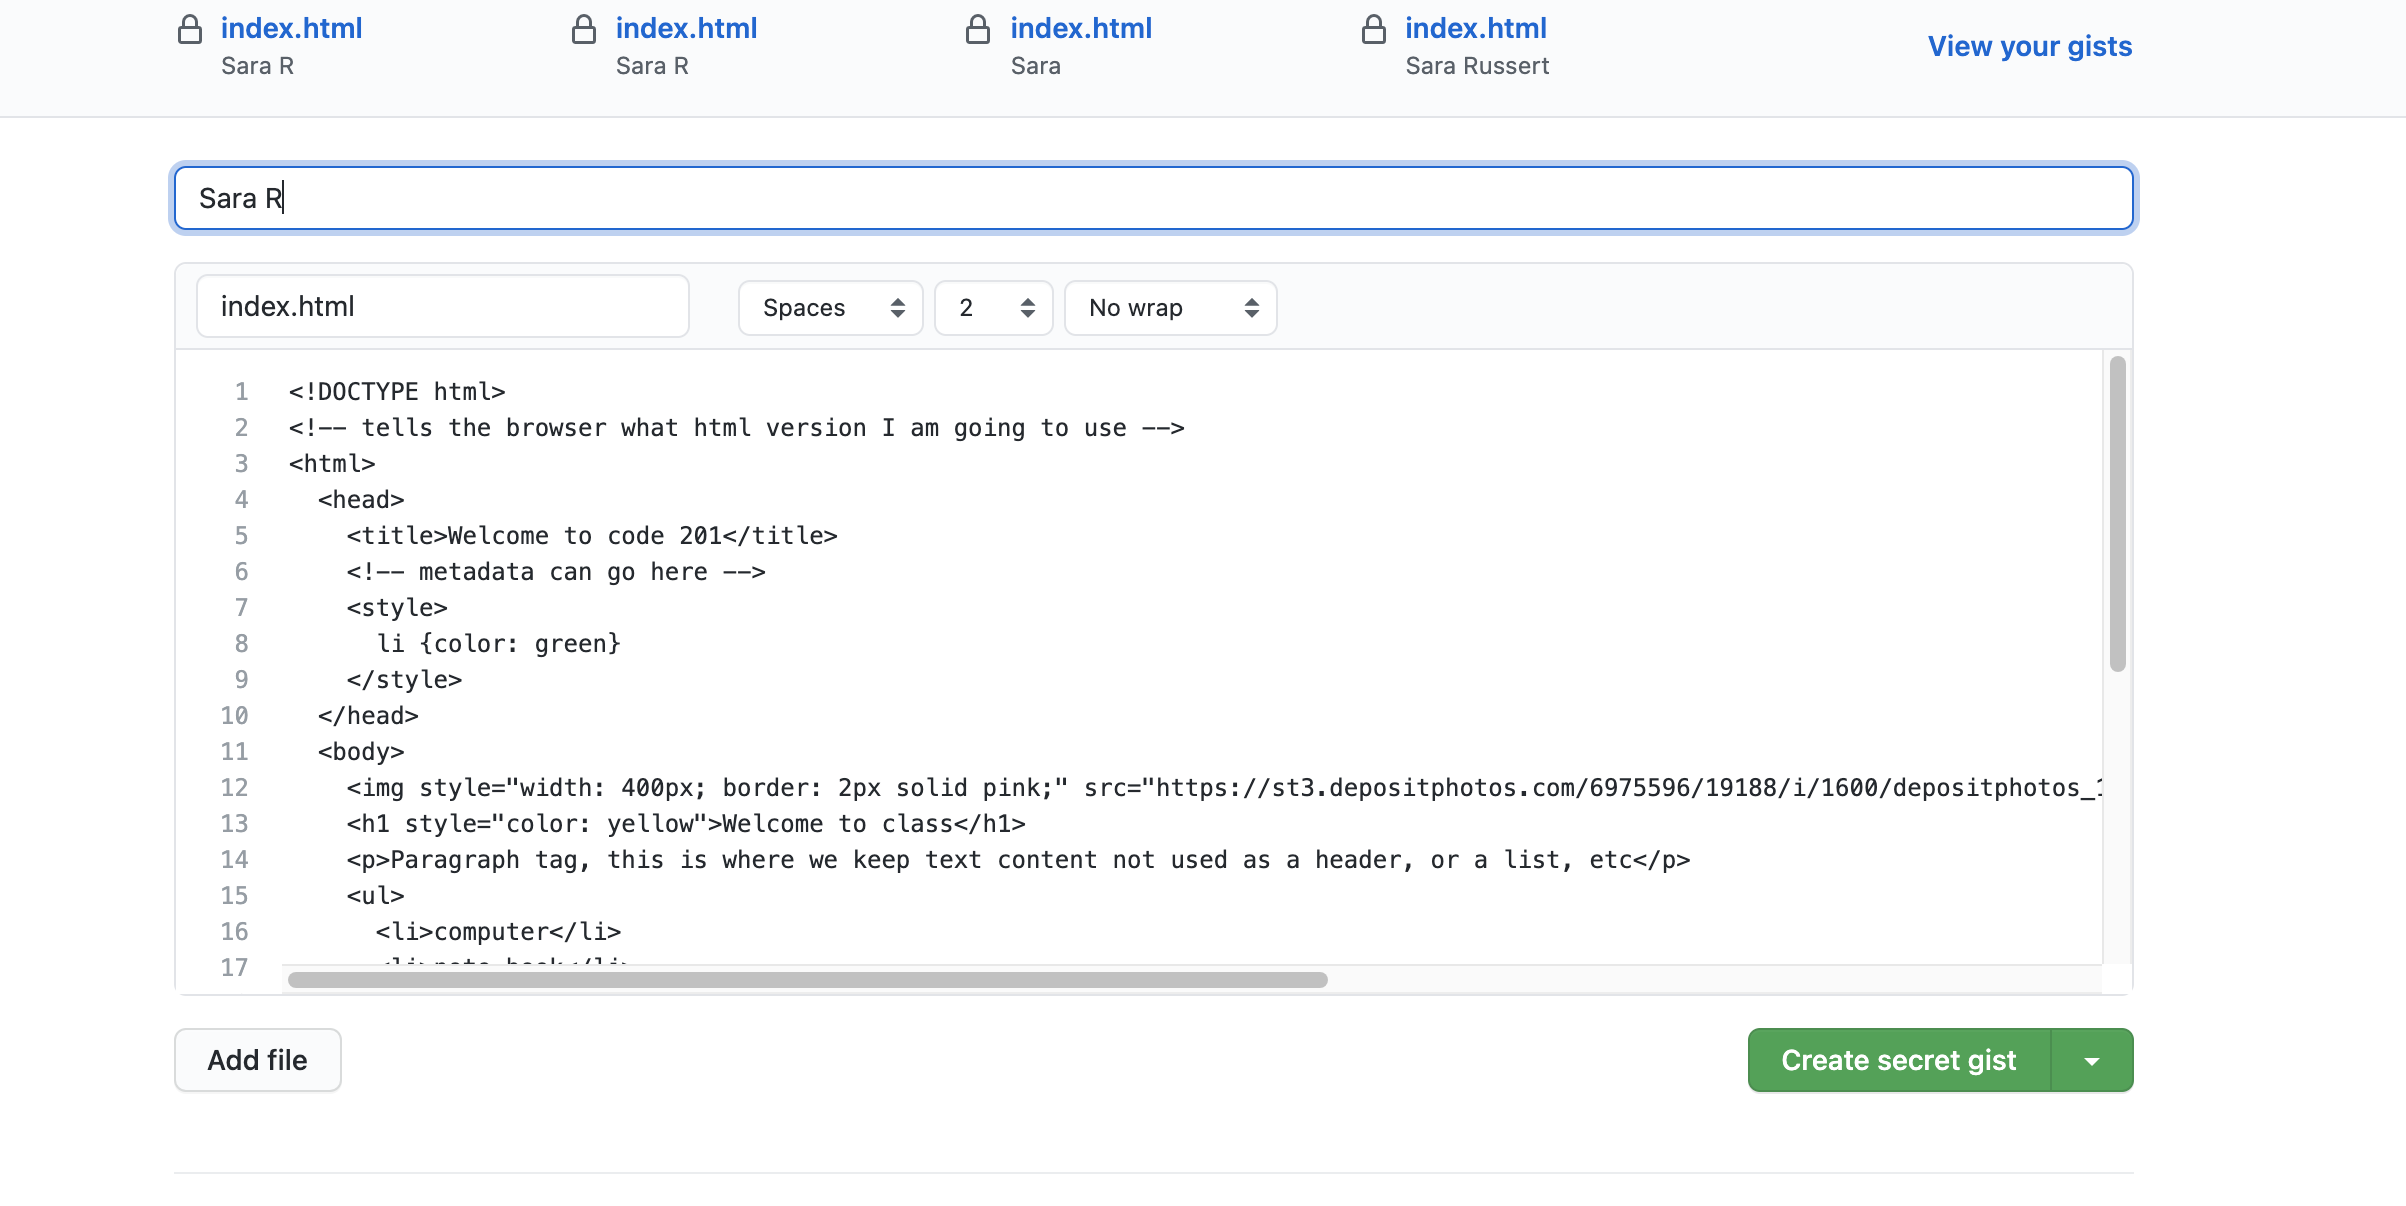 index.html index.html index.html index.html
Sara R Sara R Sara Sara Russert
View your gists
Sara R
index.html Spaces 2 No wrap
1 <!DOCTYPE html>
2 <!-- tells the browser what html version I am going to use -->
3 <html>
4 <head>
5 <title>Welcome to code 201</title>
6 <!-- metadata can go here -->
7 <style>
8 li {color: green}
9 </style>
10 </head>
11 <body>
12 <img style="width: 400px; border: 2px solid pink;" src="https://st3.depositphotos.com/6975596/19188/i/1600/depositphotos_1
13 <h1 style="color: yellow">Welcome to class</h1>
14 <p>Paragraph tag, this is where we keep text content not used as a header, or a list, etc</p>
15 <ul>
16 <li>computer</li>
17 <li>note book</li>
Add file Create secret gist